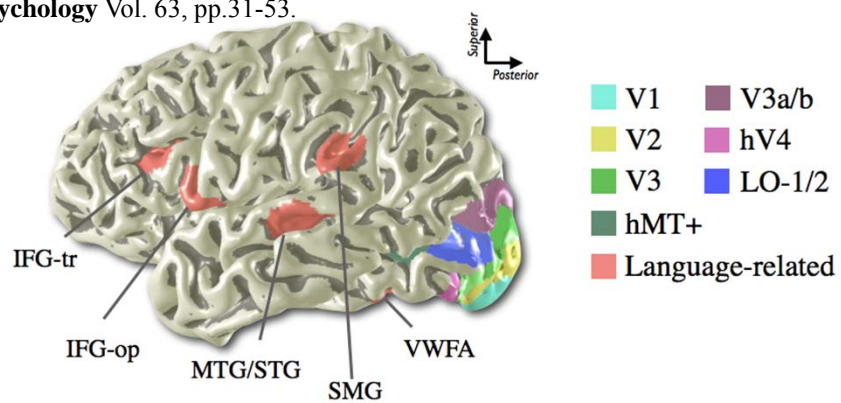 ychology Vol. 63, pp.31-53.
Superior
Posterior
V1
V3a/b
V2
hV4
V3
LO-1/2
hMT+
Language-related
IFG-tr
IFG-op
MTG/STG
SMG
VWFA